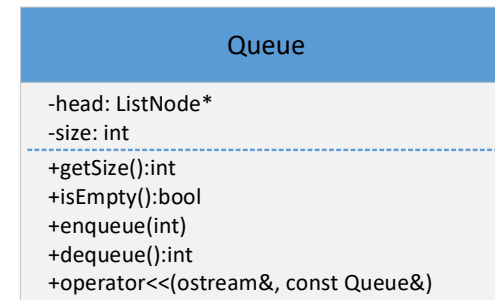 Queue
-head: ListNode*
-size: int
+getSize():int
+isEmpty():bool
+enqueue(int)
+dequeue():int
+operator<<(ostream&, const Queue&)